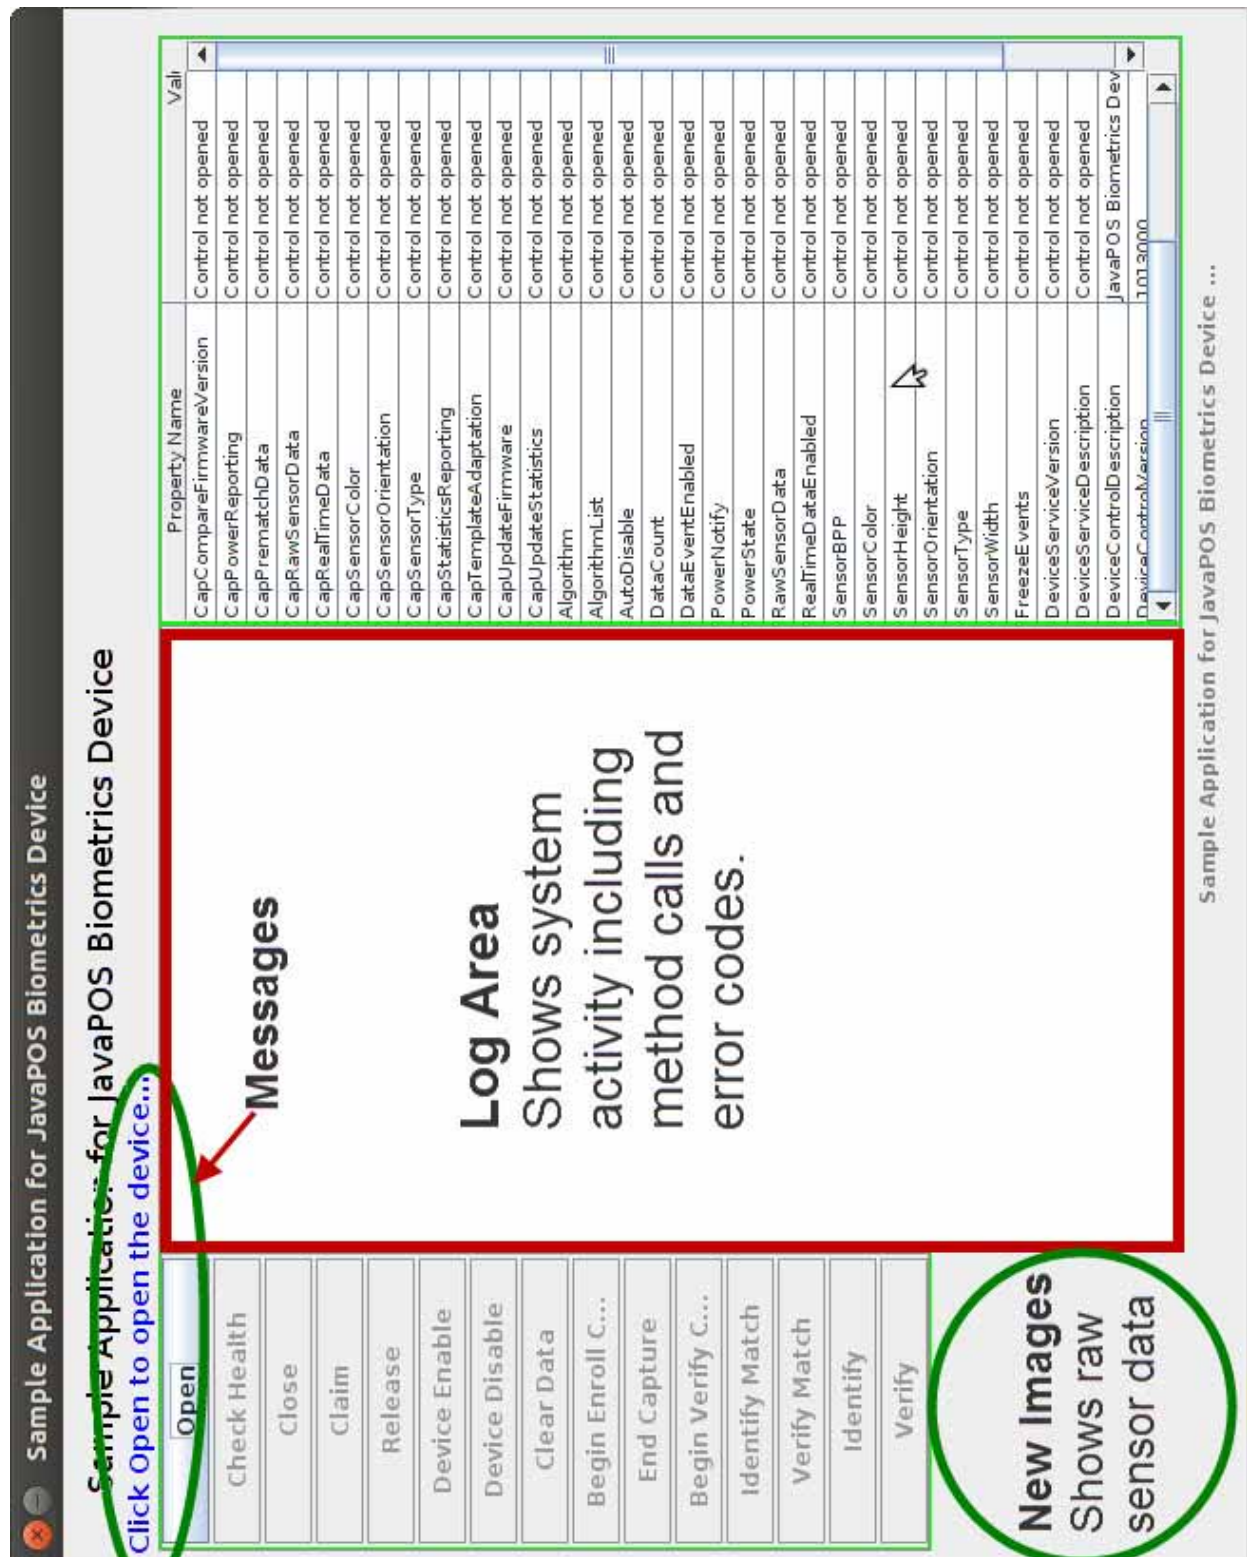 Sample Application for JavaPOS Biometrics Device
Sample Application for JavaPOS Biometrics Device
Click Open to open the device...
Open
Check Health
Close
Claim
Release
Device Enable
Device Disable
Clear Data
Begin Enroll C...
End Capture
Begin Verify C...
Identify Match
Verify Match
Identify
Verify
New Images
Shows raw
sensor data
Messages
Log Area
Shows system
activity including
method calls and
error codes.
Property Name Val
CapCompareFirmwareVersion Control not opened
CapPowerReporting Control not opened
CapPrematchData Control not opened
CapRawSensorData Control not opened
CapRealTimeData Control not opened
CapSensorColor Control not opened
CapSensorOrientation Control not opened
CapSensorType Control not opened
CapStatisticsReporting Control not opened
CapTemplateAdaptation Control not opened
CapUpdateFirmware Control not opened
CapUpdateStatistics Control not opened
Algorithm Control not opened
AlgorithmList Control not opened
AutoDisable Control not opened
DataCount Control not opened
DataEventEnabled Control not opened
PowerNotify Control not opened
PowerState Control not opened
RawSensorData Control not opened
RealTimeDataEnabled Control not opened
SensorBPP Control not opened
SensorColor Control not opened
SensorHeight Control not opened
SensorOrientation Control not opened
SensorType Control not opened
SensorWidth Control not opened
FreezeEvents Control not opened
DeviceServiceVersion Control not opened
DeviceServiceDescription Control not opened
DeviceControlDescription JavaPOS Biometrics Dev
DeviceControlVersion 1013000
Sample Application for JavaPOS Biometrics Device ...